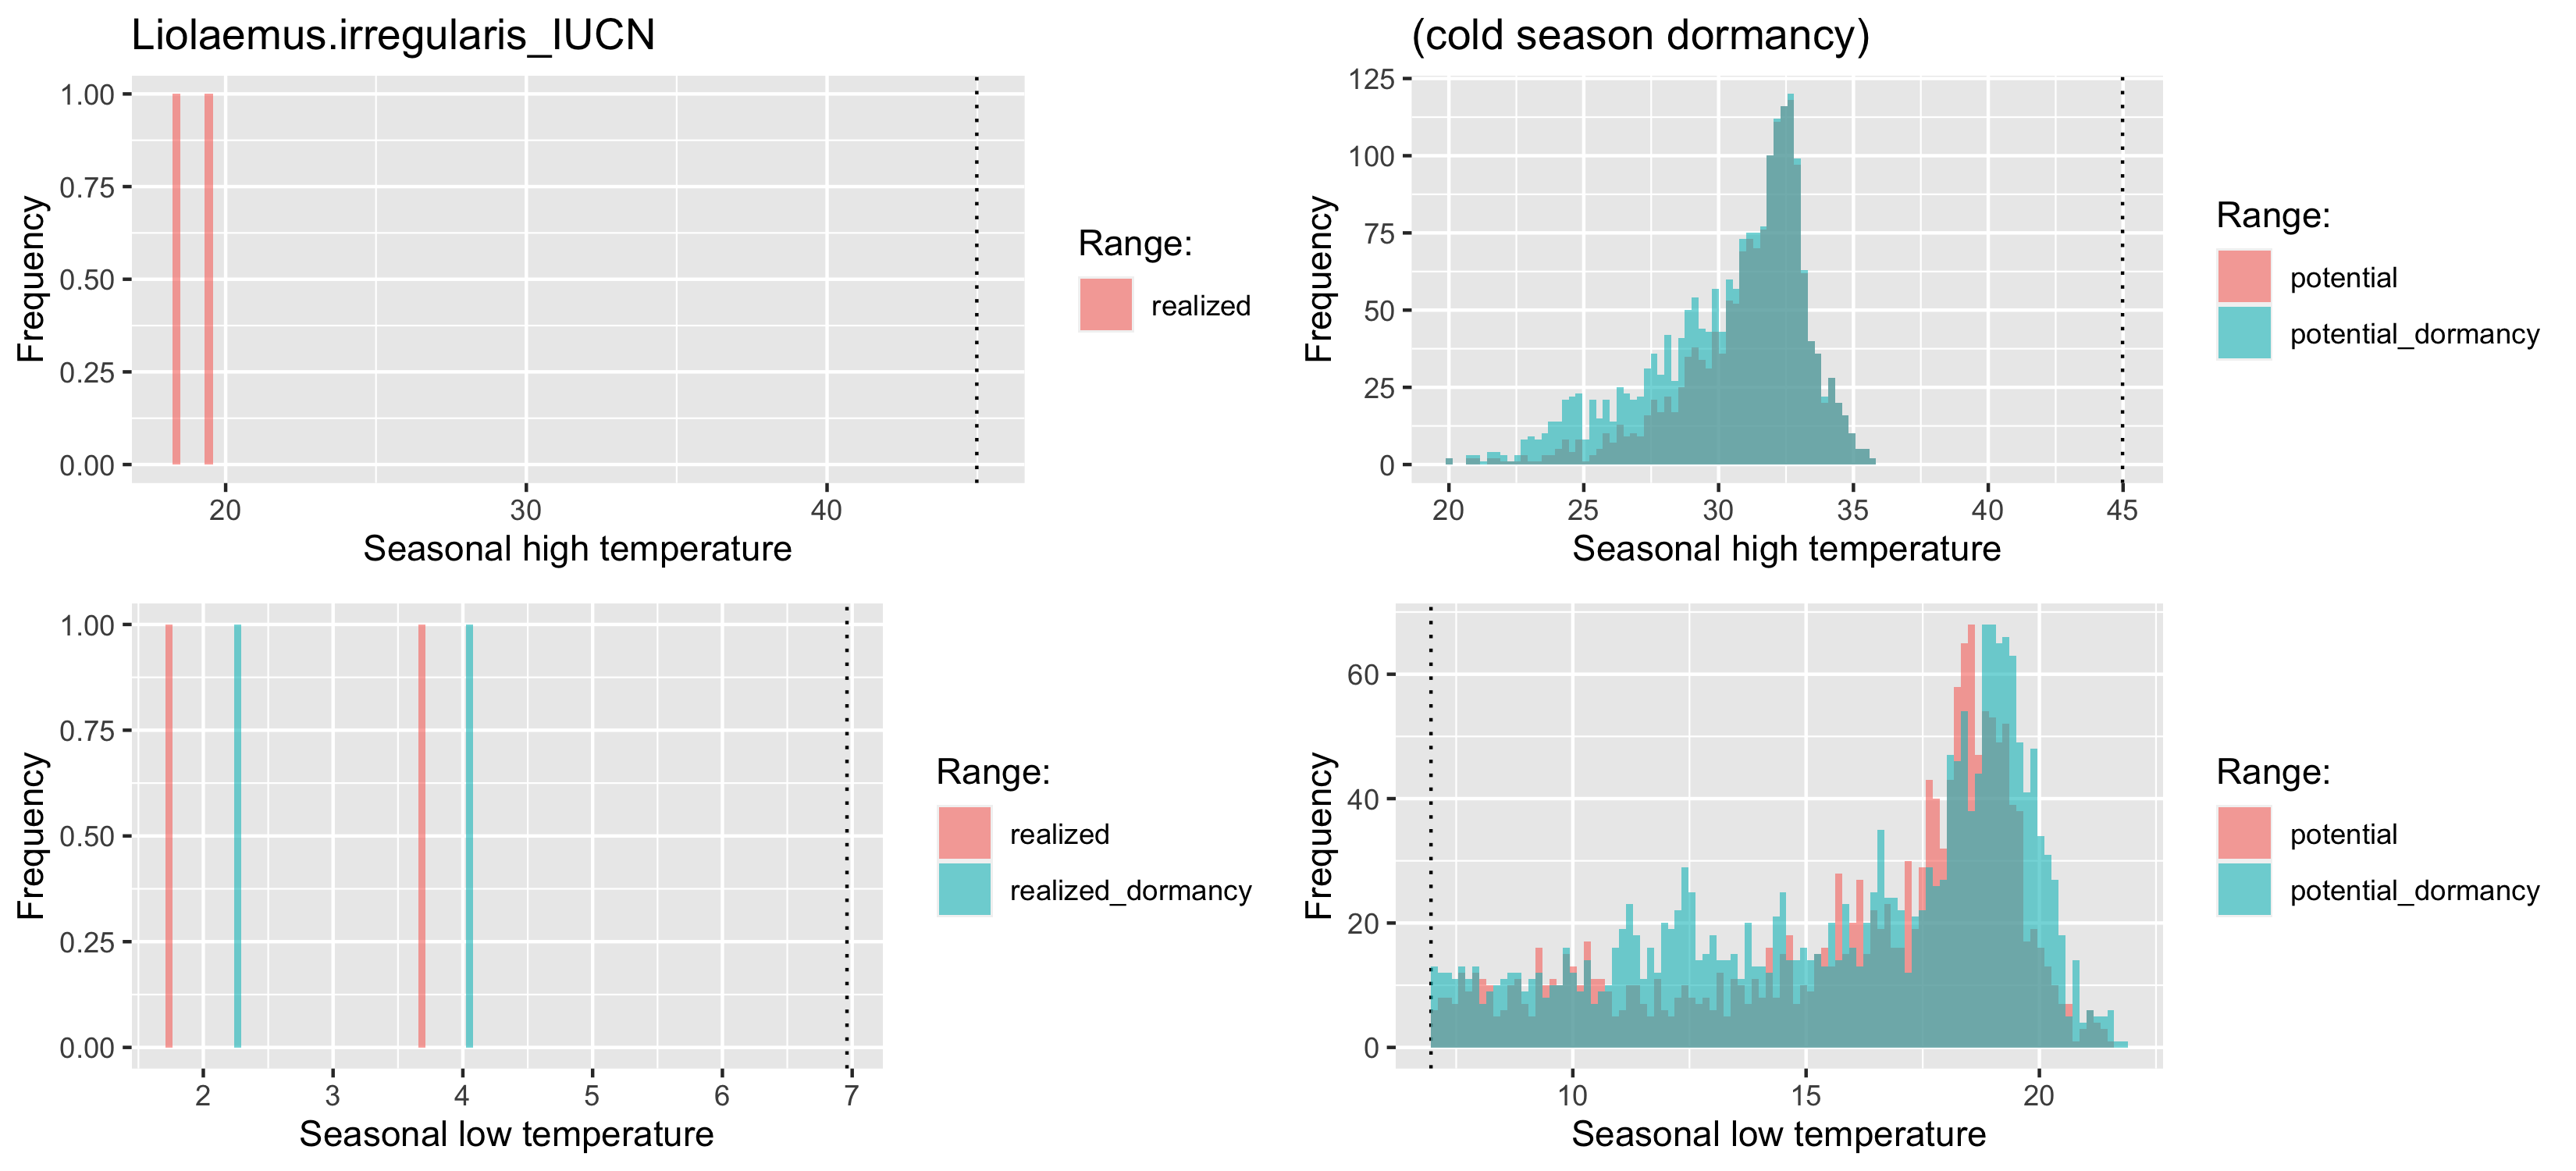 Liolaemus.irregularis_IUCN
1.00
0.75
0.50
0.25
0.00
Frequency
20 30 40
Seasonal high temperature
Range:
realized
(cold season dormancy)
125
100
75
50
25
0
Frequency
20 25 30 35 40 45
Seasonal high temperature
Range:
potential
potential_dormancy
1.00
0.75
0.50
0.25
0.00
Frequency
2 3 4 5 6 7
Seasonal low temperature
Range:
realized
realized_dormancy
60
40
20
0
Frequency
10 15 20
Seasonal low temperature
Range:
potential
potential_dormancy